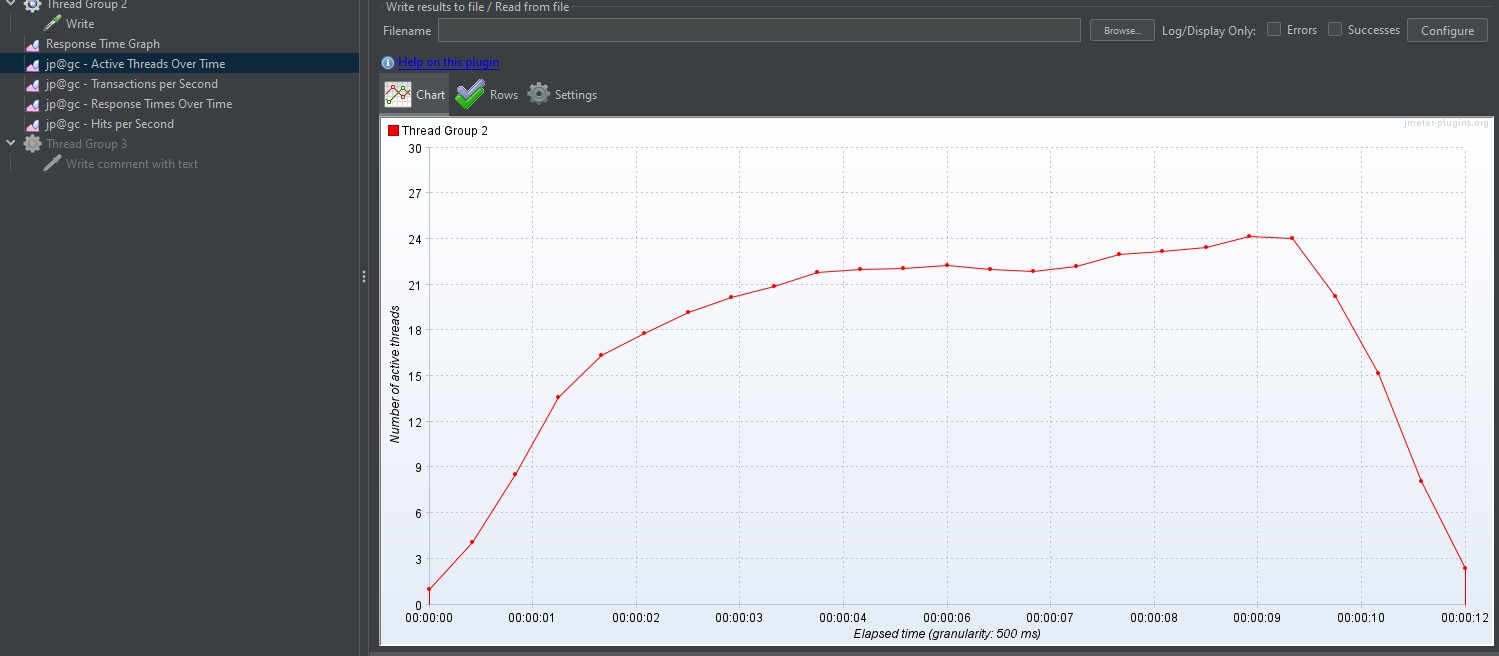 Thread Group 2
Write
Response Time Graph
jp@gc - Active Threads Over Time
jp@gc - Transactions per Second
jp@gc - Response Times Over Time
jp@gc - Hits per Second
Thread Group 3
Write comment with text
Write results to file / Read from file
Filename
Browse...
Log/Display Only:
Errors
Successes
Configure
Help on this plugin
Chart
Rows
Settings
Thread Group 2
jmeter-plugins.org
30
27
24
21
18
15
12
9
6
3
0
Number of active threads
00:00:00
00:00:01
00:00:02
00:00:03
00:00:04
00:00:06
00:00:07
00:00:08
00:00:09
00:00:10
00:00:12
Elapsed time (granularity: 500 ms)